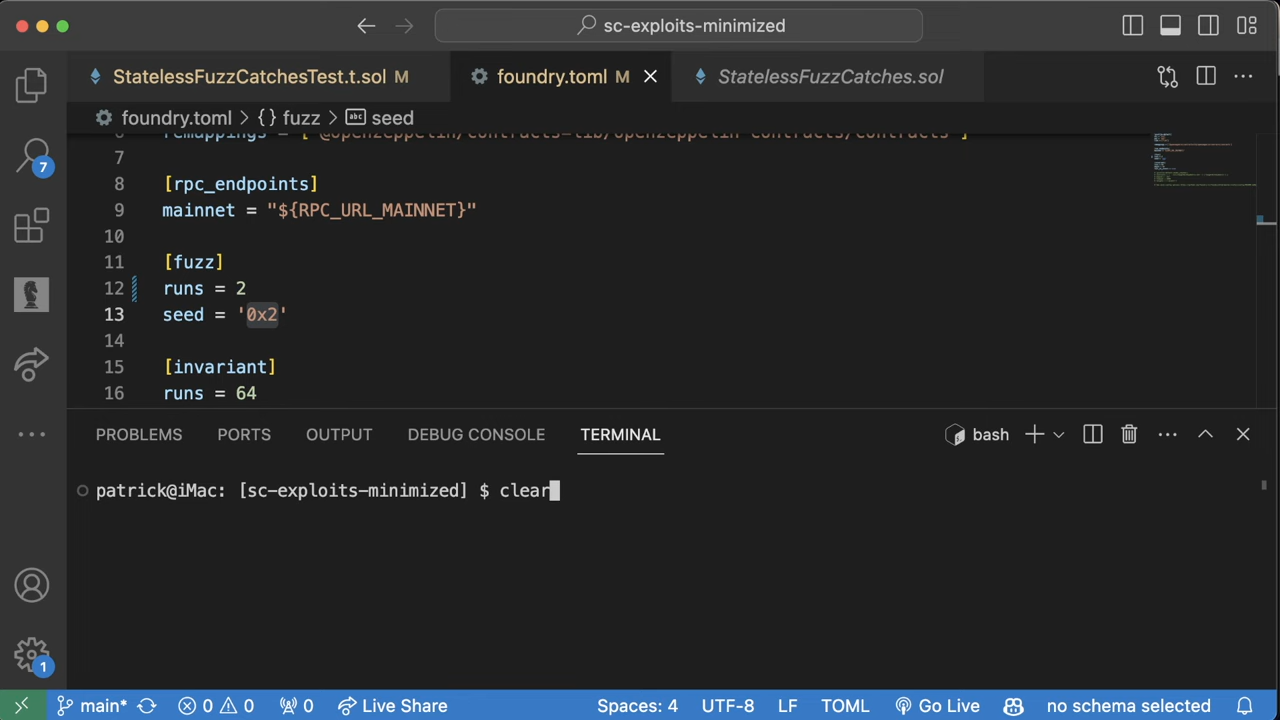 sc-exploits-minimized
StatelessFuzzCatchesTest.t.sol M
foundry.toml M
StatelessFuzzCatches.sol
foundry.toml > {} fuzz > abc seed
7
7
8 [rpc_endpoints]
9 mainnet = "${RPC_URL_MAINNET}"
10
11 [fuzz]
12 runs = 2
13 seed = '0x2'
14
15 [invariant]
16 runs = 64
PROBLEMS PORTS OUTPUT DEBUG CONSOLE TERMINAL
bash
patrick@iMac: [sc-exploits-minimized] $ clear
1
main* 0 0 0 Live Share Spaces: 4 UTF-8 LF TOML Go Live no schema selected